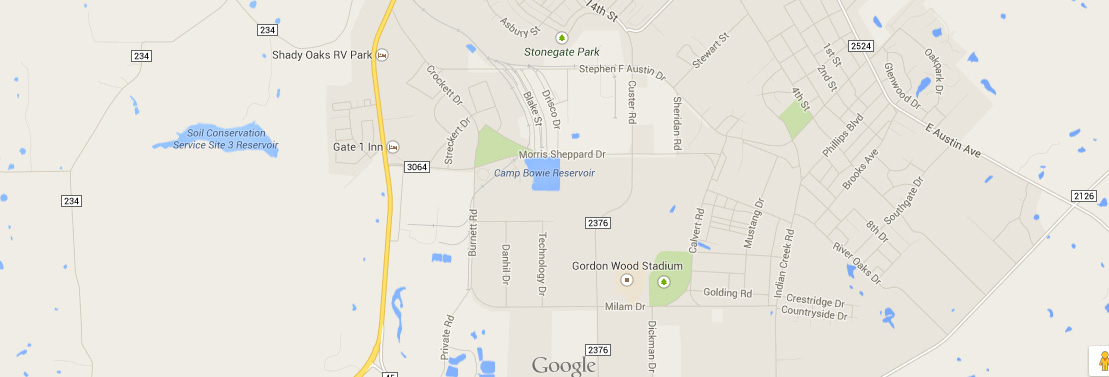 14th St
Asbury St
234
2524
234
Stonegate Park
Stewart St
1st St
Shady Oaks RV Park
Oakpark Dr
Stephen F Austin Dr
2nd St
Glenwood Dr
Crockett Dr
Custer Rd
4th St
Blake St
Drisco Dr
Sheridan Rd
Soil Conservation
Service Site 3 Reservoir
Streckert Dr
Phillips Blvd
E Austin Ave
Gate 1 Inn
Morris Sheppard Dr
3064
Camp Bowie Reservoir
Brooks Ave
234
Southgate Dr
2126
2376
Burnett Rd
Calvert Rd
Mustang Dr
8th Dr
Danhil Dr
Technology Dr
Indian Creek Rd
River Oaks Dr
Gordon Wood Stadium
Golding Rd
Milam Dr
Crestridge Dr
Countryside Dr
Private Rd
Dickman Dr
2376
Google
45